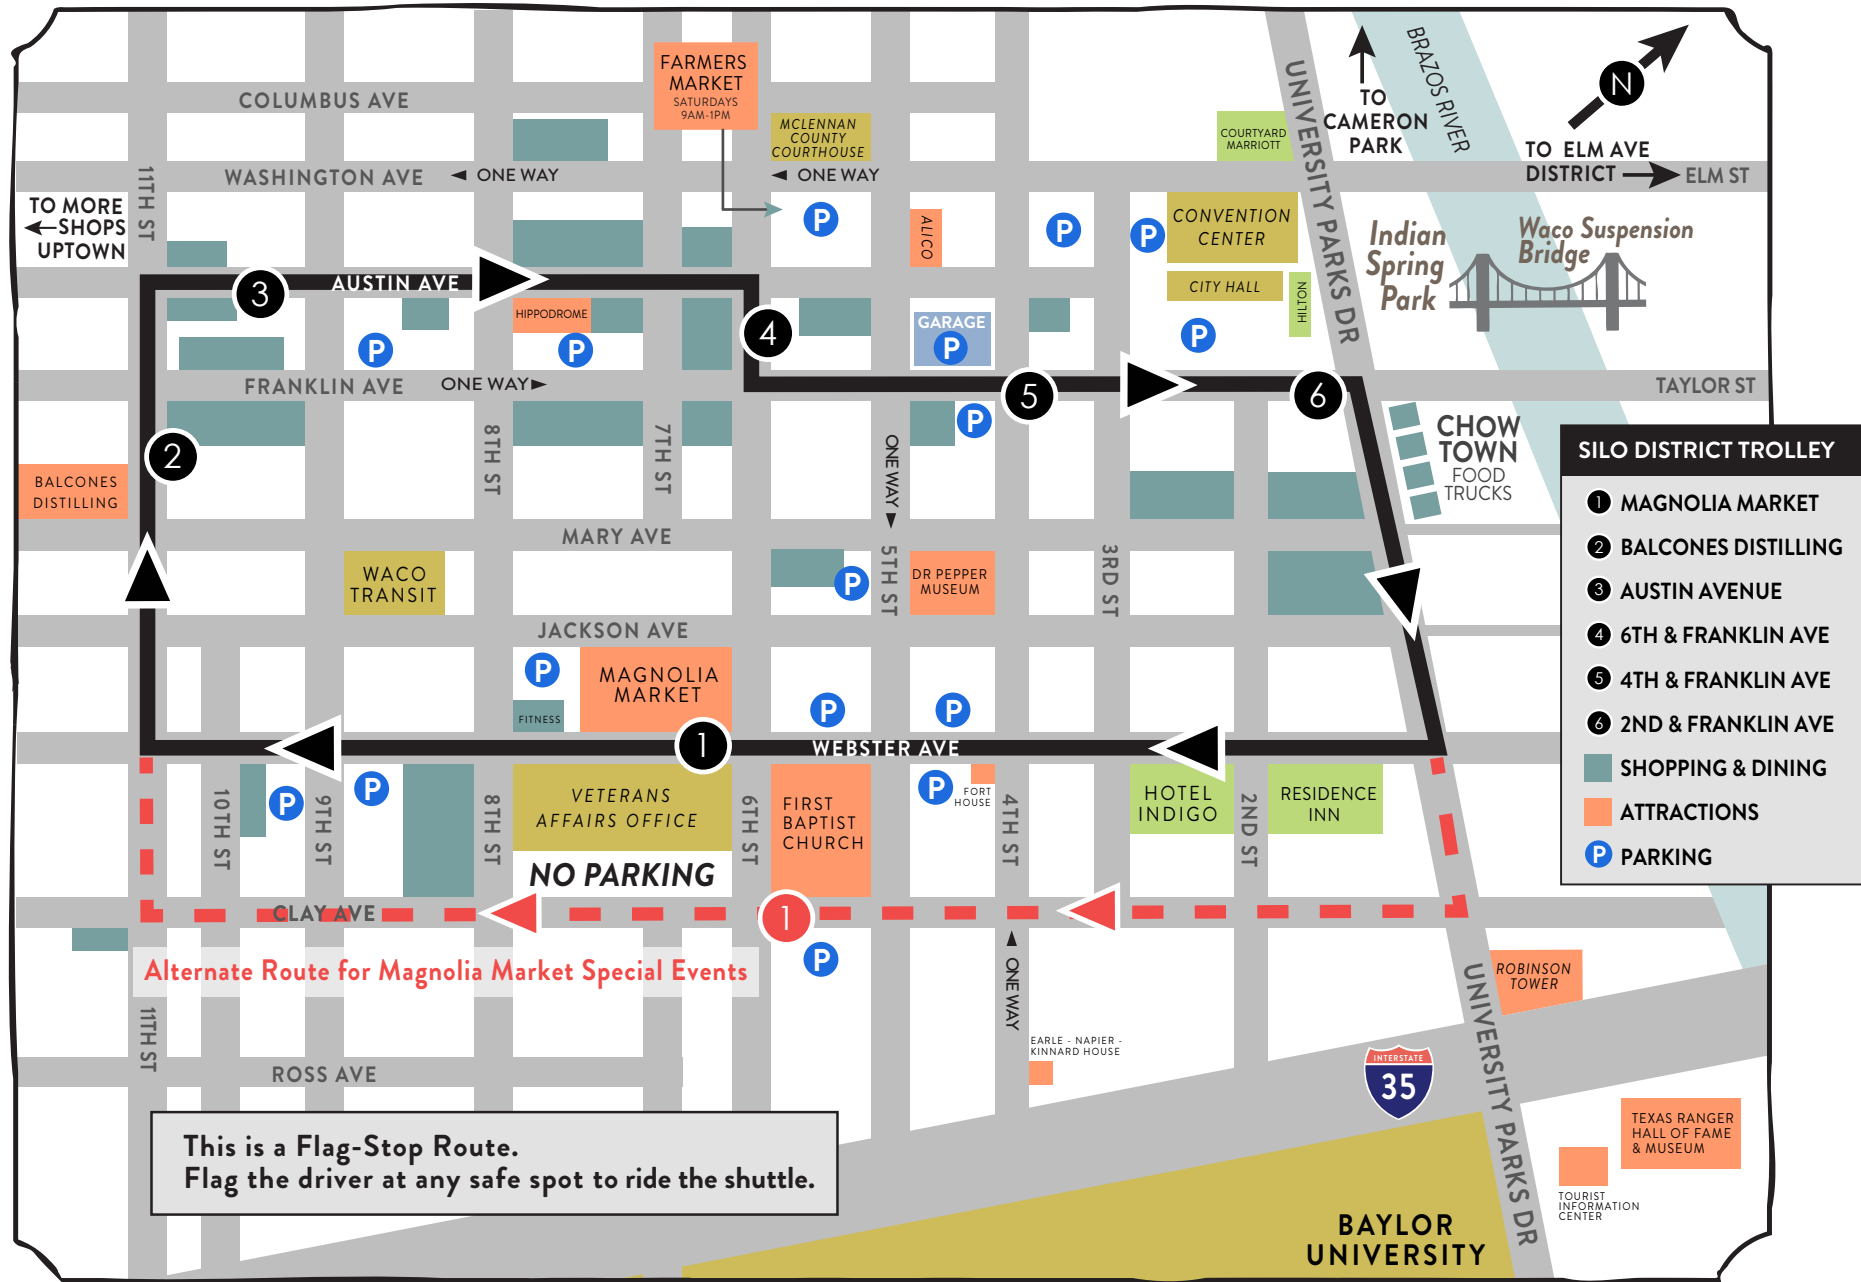 COLUMBUS AVE
FARMERS
MARKET
SATURDAYS
9AM-1PM
MCLENNAN
COUNTY
COURTHOUSE
COURTYARD
MARRIOTT
UNIVERSITY PARKS DR
TO
CAMERON
PARK
BRAZOS RIVER
N
TO ELM AVE
DISTRICT
ELM ST
WASHINGTON AVE
ONE WAY
ONE WAY
11TH ST
TO MORE
SHOPS
UPTOWN
P
ALICO
P
P
CONVENTION
CENTER
Indian
Spring
Park
Waco Suspension
Bridge
3
AUSTIN AVE
HIPPODROME
P
P
4
GARAGE
P
CITY HALL
HILTON
P
FRANKLIN AVE
ONE WAY
5
6
TAYLOR ST
2
8TH ST
7TH ST
ONE WAY
P
CHOW
TOWN
FOOD
TRUCKS
BALCONES
DISTILLING
MARY AVE
WACO
TRANSIT
P
5TH ST
DR PEPPER
MUSEUM
3RD ST
JACKSON AVE
P
MAGNOLIA
MARKET
FITNESS
P
P
1
WEBSTER AVE
10TH ST
P
9TH ST
P
8TH ST
VETERANS
AFFAIRS OFFICE
NO PARKING
6TH ST
FIRST
BAPTIST
CHURCH
P
FORT
HOUSE
4TH ST
HOTEL
INDIGO
2ND ST
RESIDENCE
INN
CLAY AVE
1
P
ONE WAY
Alternate Route for Magnolia Market Special Events
11TH ST
ROSS AVE
EARLE - NAPIER -
KINNARD HOUSE
UNIVERSITY PARKS DR
ROBINSON
TOWER
INTERSTATE
35
This is a Flag-Stop Route.
Flag the driver at any safe spot to ride the shuttle.
BAYLOR
UNIVERSITY
TEXAS RANGER
HALL OF FAME
& MUSEUM
TOURIST
INFORMATION
CENTER
SILO DISTRICT TROLLEY
1 MAGNOLIA MARKET
2 BALCONES DISTILLING
3 AUSTIN AVENUE
4 6TH & FRANKLIN AVE
5 4TH & FRANKLIN AVE
6 2ND & FRANKLIN AVE
SHOPPING & DINING
ATTRACTIONS
P PARKING